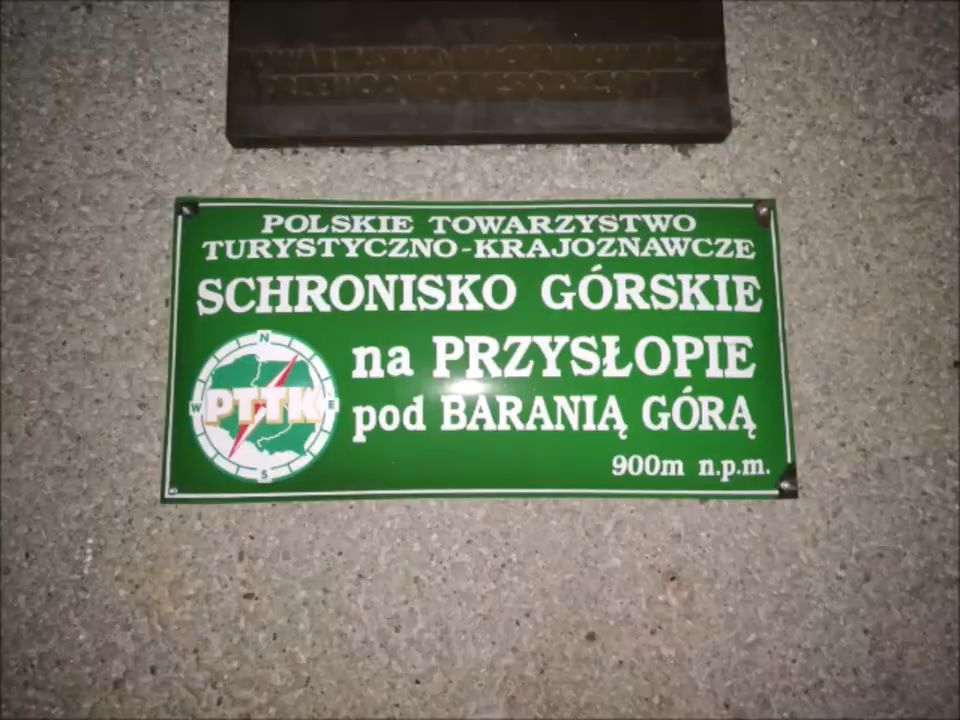 POLSKIE TOWARZYSTWO
TURYSTYCZNO-KRAJOZNAWCZE
SCHRONISKO GÓRSKIE
na PRZYSŁOPIE
pod BARANIĄ GÓRĄ
900m n.p.m.
N
W PTTK E
S